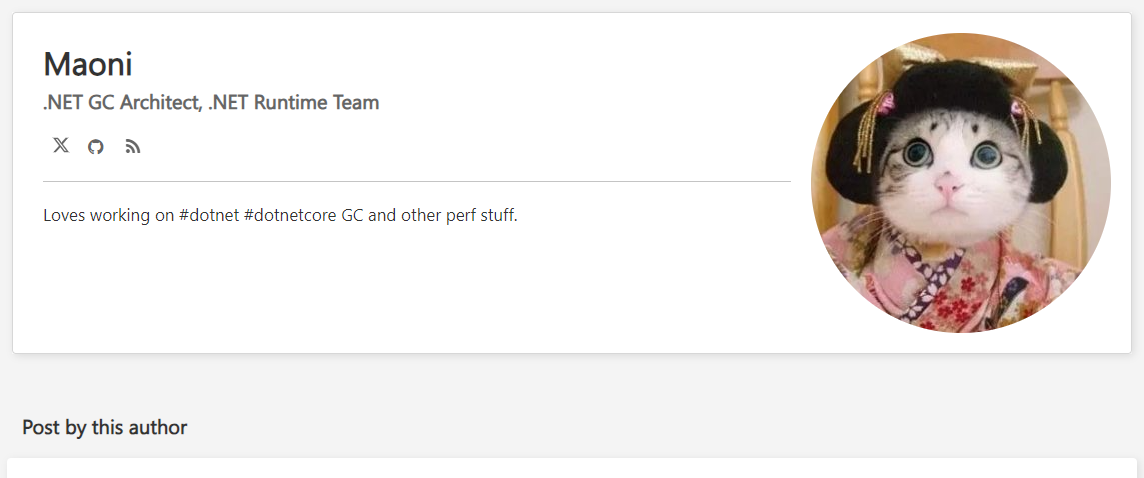 Maoni
.NET GC Architect, .NET Runtime Team
Loves working on #dotnet #dotnetcore GC and other perf stuff.
Post by this author